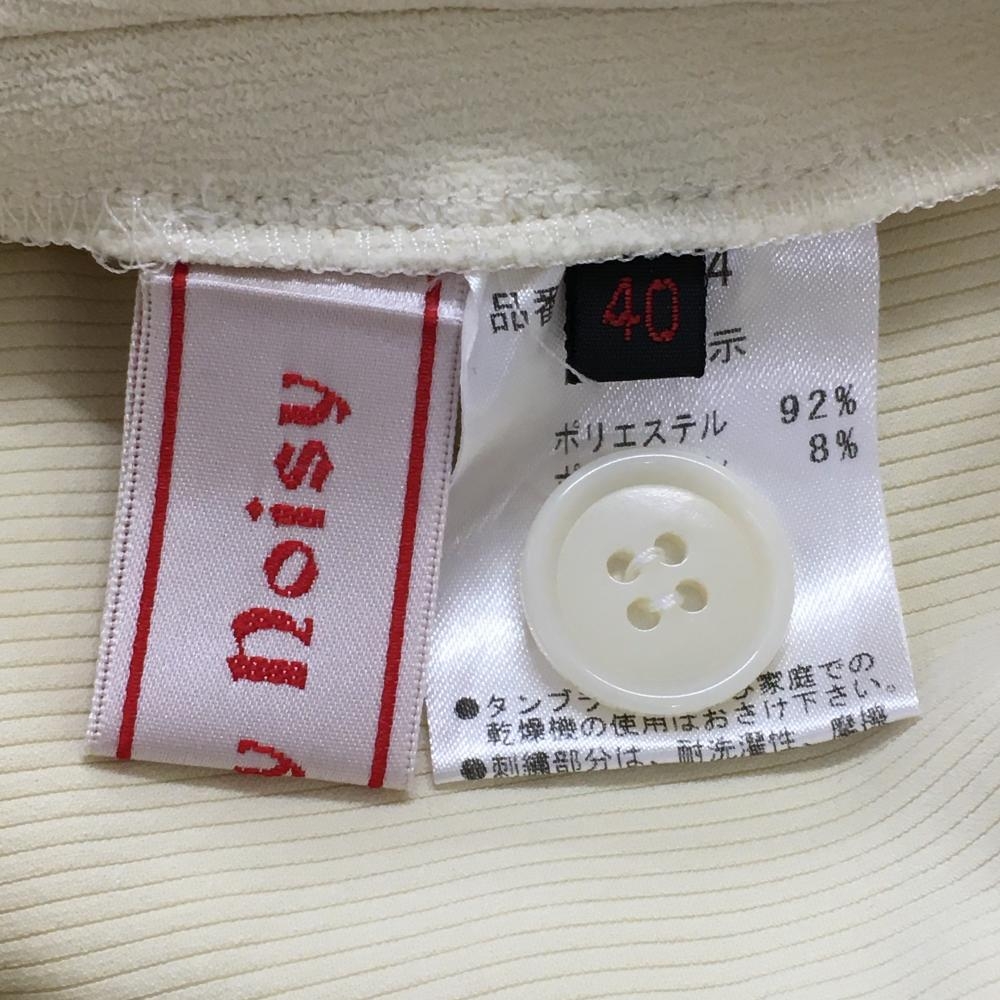 noisy
y
40
4
品番
示
ポリエステル 92%
ポ 8%
●タンブラ 家庭での
乾燥機の使用はおさけ下さい。
●刺繍部分は、耐洗濯性、摩擦